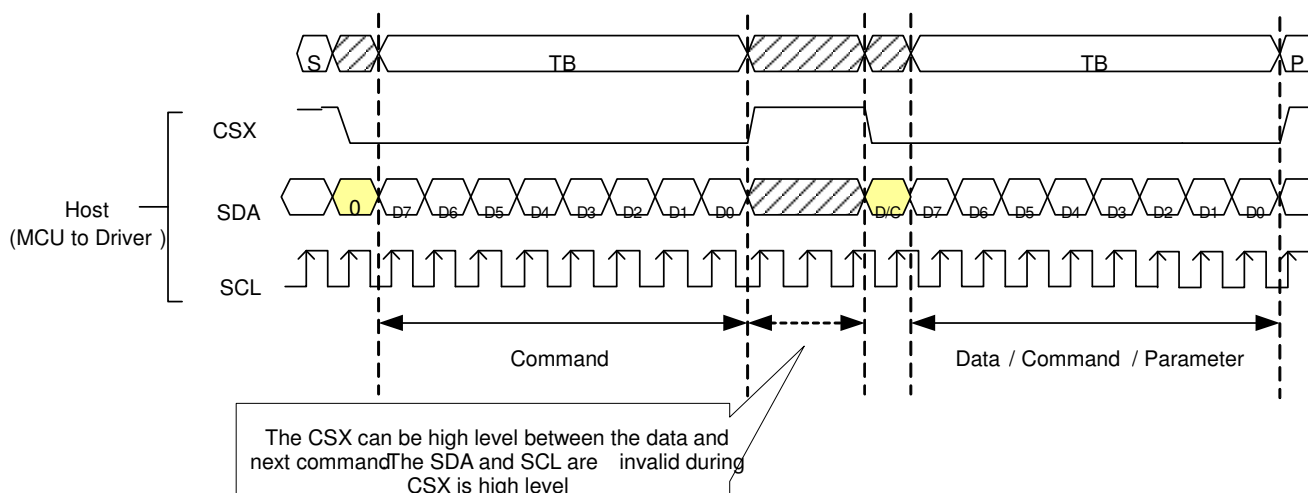 S TB TB P
CSX
SDA 0 D7 D6 D5 D4 D3 D2 D1 D0 D/C D7 D6 D5 D4 D3 D2 D1 D0
Host
(MCU to Driver )
SCL
Command Data / Command / Parameter
The CSX can be high level between the data and
next commandThe SDA and SCL are invalid during
CSX is high level